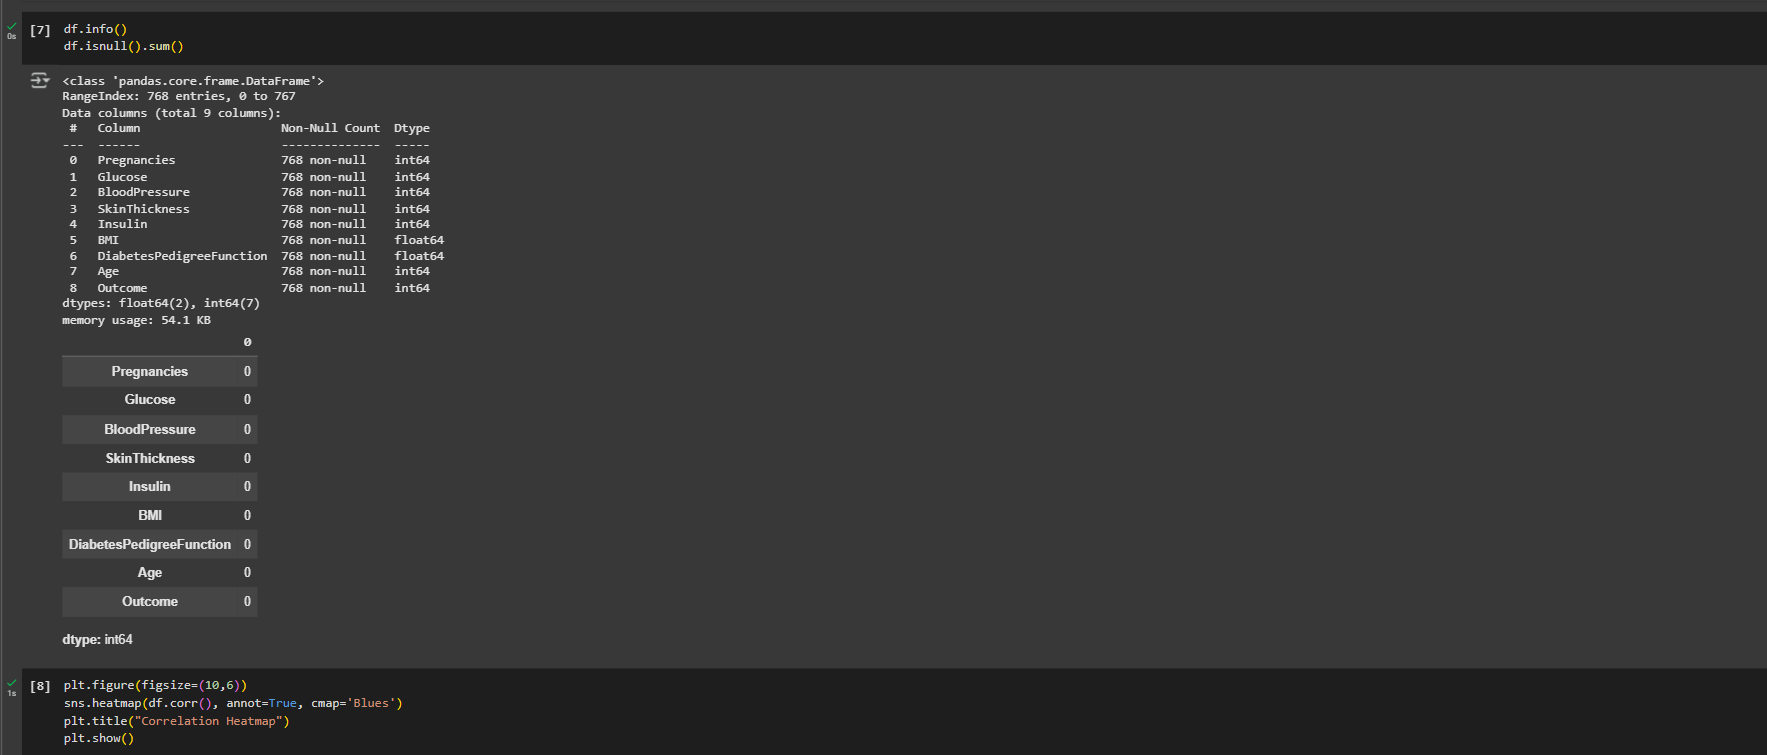 [7] df.info()
df.isnull().sum()
0s
<class 'pandas.core.frame.DataFrame'>
RangeIndex: 768 entries, 0 to 767
Data columns (total 9 columns):
 #   Column                    Non-Null Count  Dtype
---  ------                    --------------  -----
 0   Pregnancies               768 non-null    int64
 1   Glucose                   768 non-null    int64
 2   BloodPressure             768 non-null    int64
 3   SkinThickness             768 non-null    int64
 4   Insulin                   768 non-null    int64
 5   BMI                       768 non-null    float64
 6   DiabetesPedigreeFunction  768 non-null    float64
 7   Age                       768 non-null    int64
 8   Outcome                   768 non-null    int64
dtypes: float64(2), int64(7)
memory usage: 54.1 KB
0
Pregnancies 0
Glucose 0
BloodPressure 0
SkinThickness 0
Insulin 0
BMI 0
DiabetesPedigreeFunction 0
Age 0
Outcome 0
dtype: int64
[8] plt.figure(figsize=(10,6))
1s
sns.heatmap(df.corr(), annot=True, cmap='Blues')
plt.title("Correlation Heatmap")
plt.show()